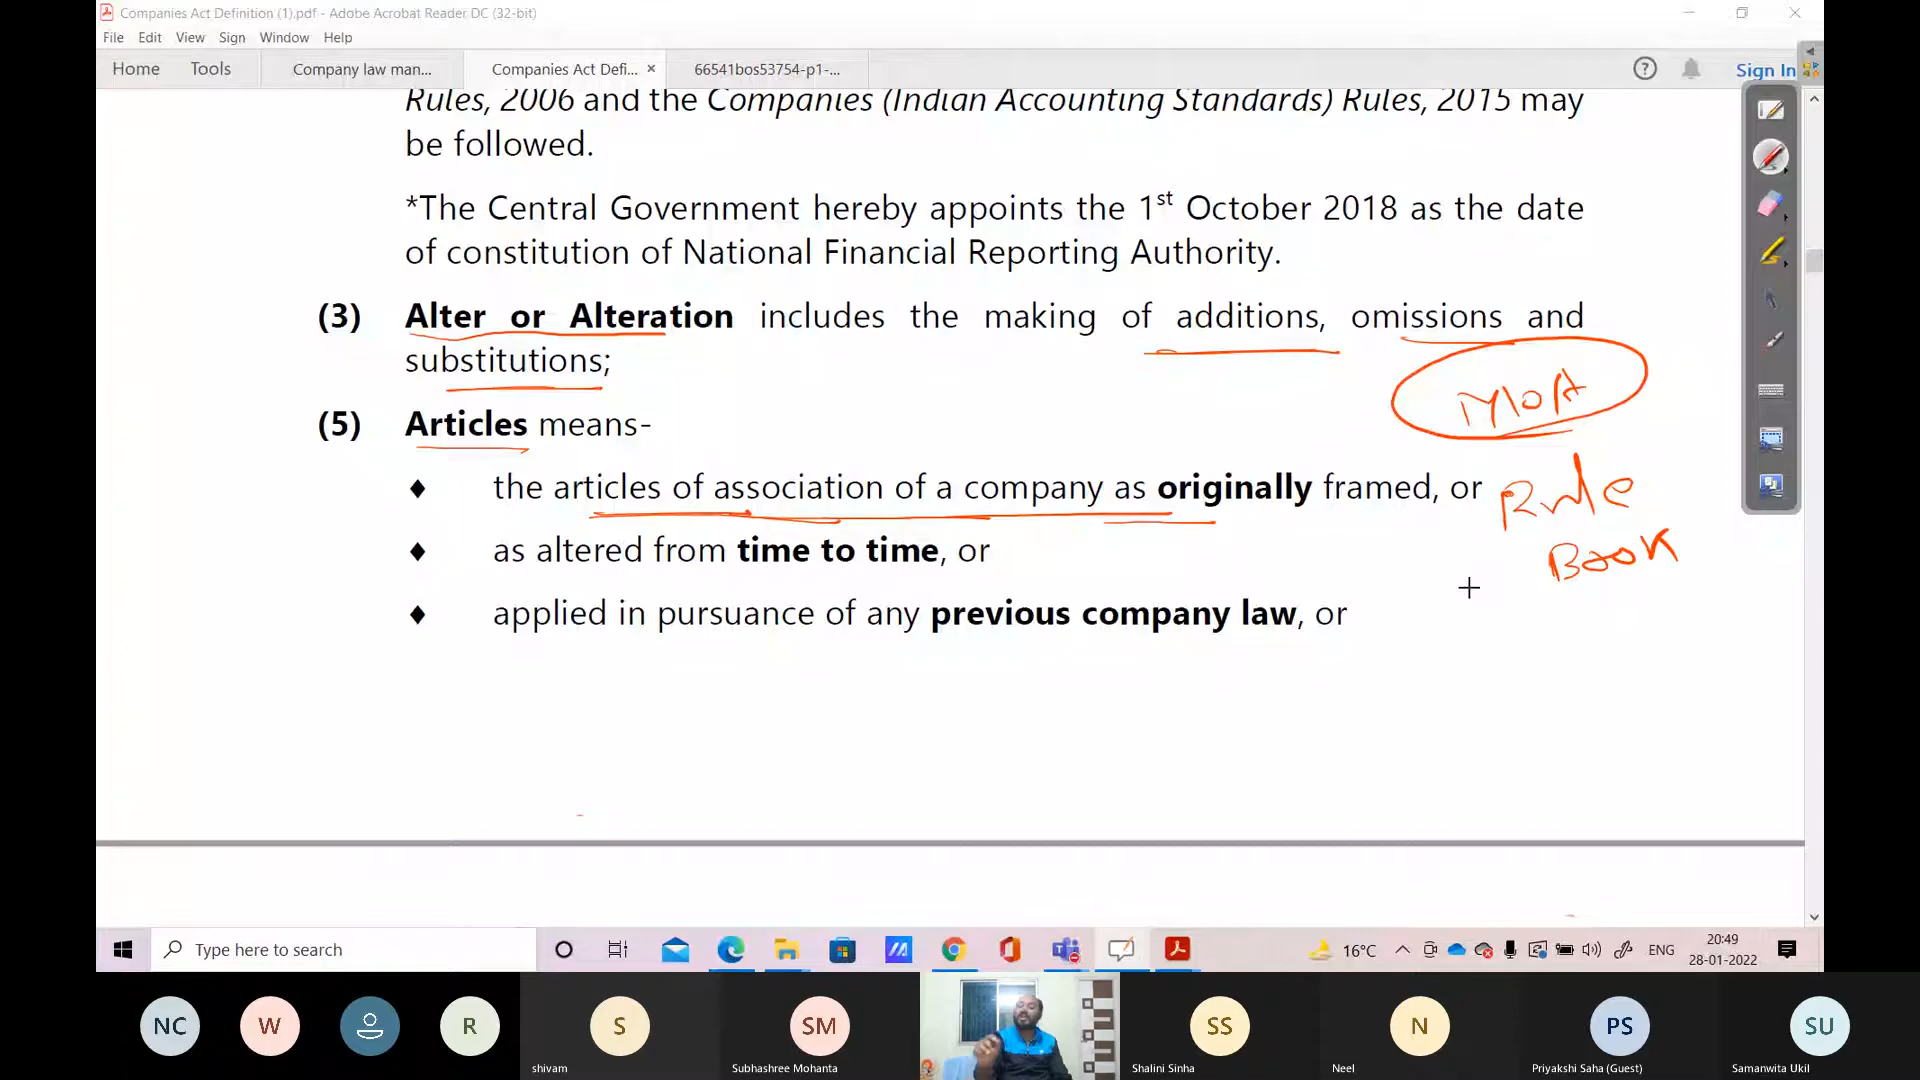 Companies Act Definition (1).pdf - Adobe Acrobat Reader DC (32-bit)
File Edit View Sign Window Help
Home Tools Company law man... Companies Act Defi... × 66541bos53754-p1-... Sign In
Rules, 2006 and the Companies (Indian Accounting Standards) Rules, 2015 may
be followed.
*The Central Government hereby appoints the 1st October 2018 as the date
of constitution of National Financial Reporting Authority.
(3) Alter or Alteration includes the making of additions, omissions and
substitutions;
MOA
(5) Articles means-
♦ the articles of association of a company as originally framed, or
Rule
♦ as altered from time to time, or
Book
♦ applied in pursuance of any previous company law, or
Type here to search
16°C ENG 20:49
28-01-2022
NC W R S SM SS N PS SU
shivam Subhashree Mohanta Shalini Sinha Neel Priyakshi Saha (Guest) Samanwita Ukil